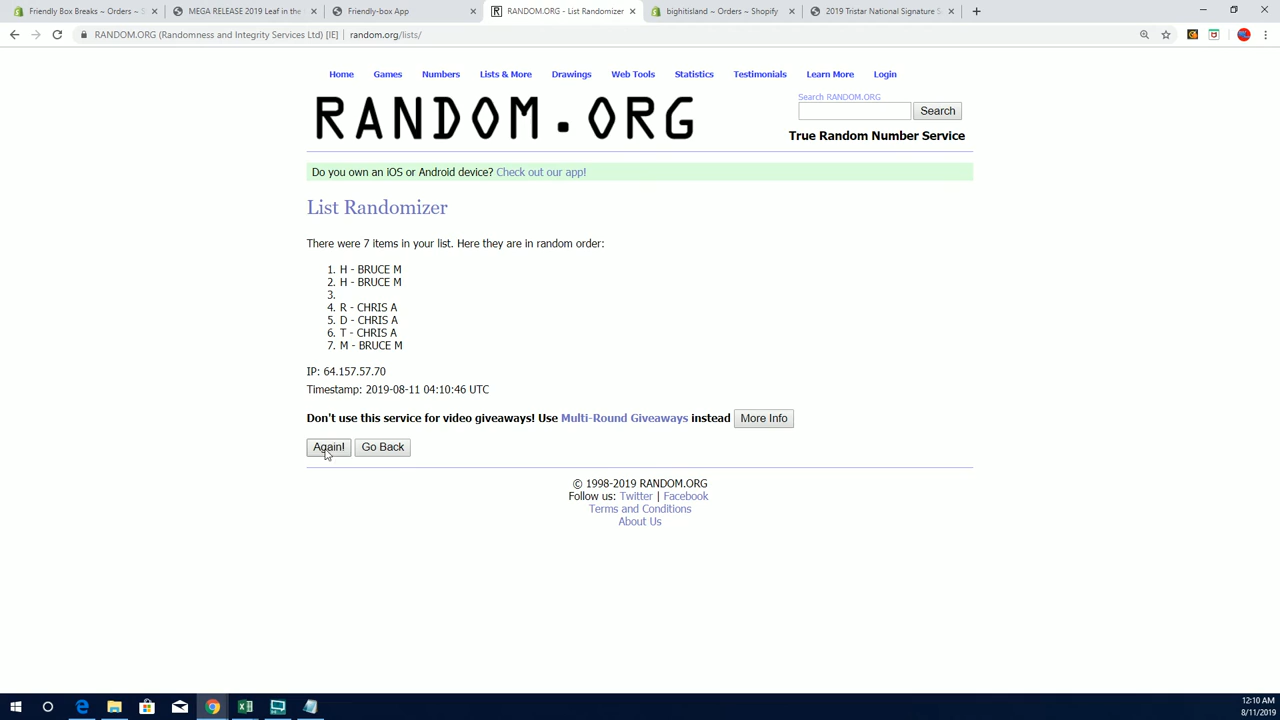 Friendly Box Breaks ~ Orders ~ S
MEGA RELEASE 2019 Leaf in the
Friendly-box App
RANDOM.ORG - List Randomizer
bighitisland ~ Orders ~ Shopify
2019 Tristar National Signature S
RANDOM.ORG (Randomness and Integrity Services Ltd) [IE] | random.org/lists/
Home Games Numbers Lists & More Drawings Web Tools Statistics Testimonials Learn More Login
RANDOM.ORG
Search RANDOM.ORG
Search
True Random Number Service
Do you own an iOS or Android device? Check out our app!
List Randomizer
There were 7 items in your list. Here they are in random order:
1. H - BRUCE M
2. H - BRUCE M
3.
4. R - CHRIS A
5. D - CHRIS A
6. T - CHRIS A
7. M - BRUCE M
IP: 64.157.57.70
Timestamp: 2019-08-11 04:10:46 UTC
Don't use this service for video giveaways! Use Multi-Round Giveaways instead More Info
Again! Go Back
© 1998-2019 RANDOM.ORG
Follow us: Twitter | Facebook
Terms and Conditions
About Us
12:10 AM
8/11/2019